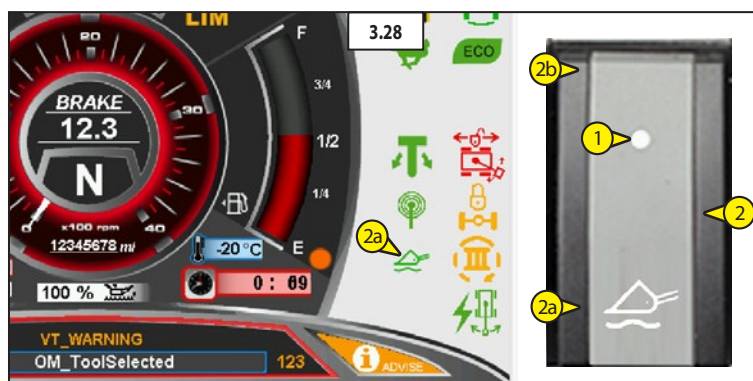 LIM
3.28
F
20
ECO
2b
3/4
BRAKE
30
12.3
1
1/2
N
1/4
2
x100 rpm
0
40
2a
12345678 mi
-20°C
E
0: 09
2a
100 %
VT_WARNING
OM_ToolSelected
123
i
ADVISE